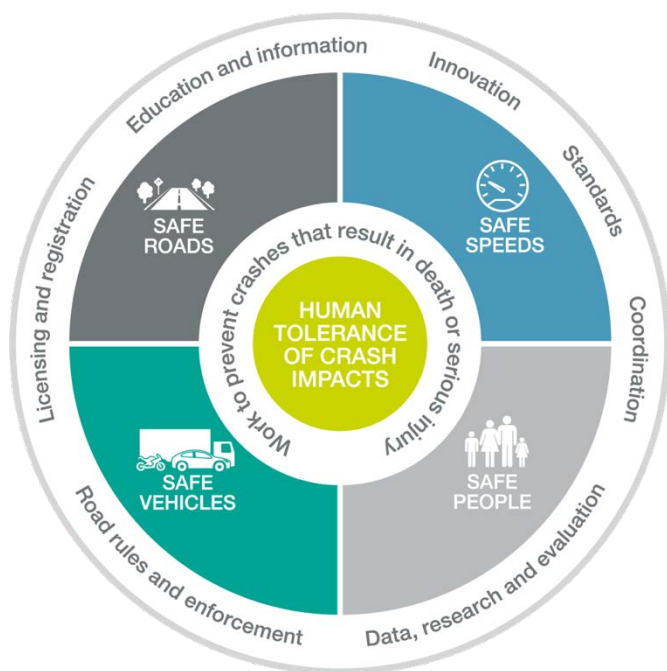 Education and information
Innovation
Standards
Coordination
Data, research and evaluation
Road rules and enforcement
Licensing and registration
SAFE
ROADS
SAFE
SPEEDS
SAFE
PEOPLE
SAFE
VEHICLES
Work to prevent crashes that result in death or serious injury
HUMAN
TOLERANCE
OF CRASH
IMPACTS